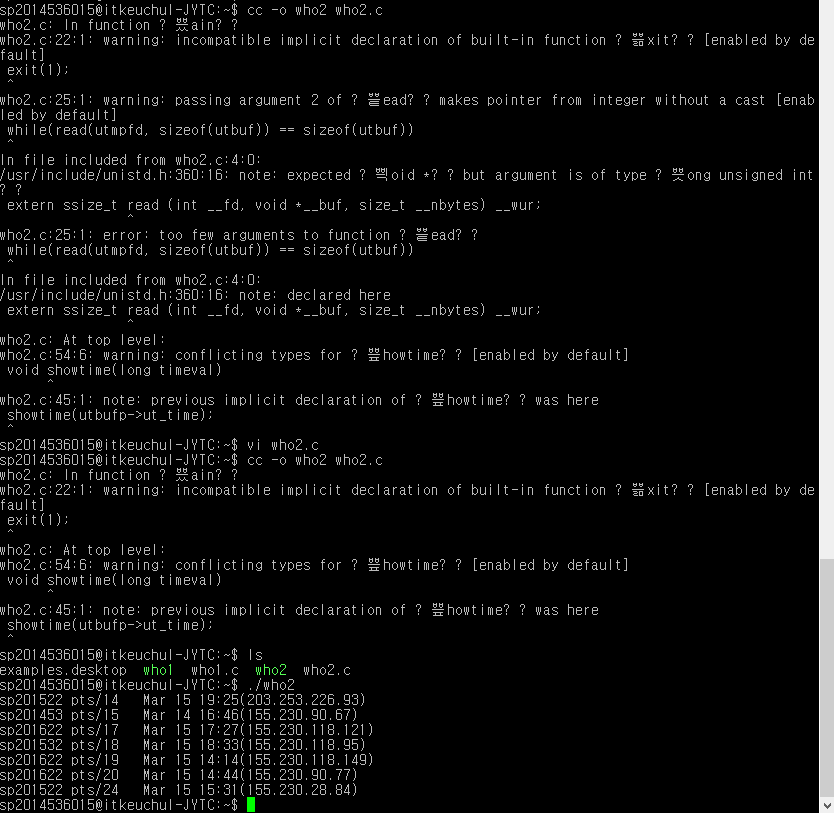 sp2014536015@itkeuchul-JYTC:~$ cc -o who2 who2.c
who2.c: In function ? 쁬ain? ?
who2.c:22:1: warning: incompatible implicit declaration of built-in function ? 쁢xit? ? [enabled by de
fault]
 exit(1);
 ^
who2.c:25:1: warning: passing argument 2 of ? 쁱ead? ? makes pointer from integer without a cast [enab
led by default]
 while(read(utmpfd, sizeof(utbuf)) == sizeof(utbuf))
 ^
In file included from who2.c:4:0:
/usr/include/unistd.h:360:16: note: expected ? 쁵oid *? ? but argument is of type ? 쁫ong unsigned int
? ?
 extern ssize_t read (int __fd, void *__buf, size_t __nbytes) __wur;
                ^
who2.c:25:1: error: too few arguments to function ? 쁱ead? ?
 while(read(utmpfd, sizeof(utbuf)) == sizeof(utbuf))
 ^
In file included from who2.c:4:0:
/usr/include/unistd.h:360:16: note: declared here
 extern ssize_t read (int __fd, void *__buf, size_t __nbytes) __wur;
                ^
who2.c: At top level:
who2.c:54:6: warning: conflicting types for ? 쁲howtime? ? [enabled by default]
 void showtime(long timeval)
      ^
who2.c:45:1: note: previous implicit declaration of ? 쁲howtime? ? was here
 showtime(utbufp->ut_time);
 ^
sp2014536015@itkeuchul-JYTC:~$ vi who2.c
sp2014536015@itkeuchul-JYTC:~$ cc -o who2 who2.c
who2.c: In function ? 쁬ain? ?
who2.c:22:1: warning: incompatible implicit declaration of built-in function ? 쁢xit? ? [enabled by de
fault]
 exit(1);
 ^
who2.c: At top level:
who2.c:54:6: warning: conflicting types for ? 쁲howtime? ? [enabled by default]
 void showtime(long timeval)
      ^
who2.c:45:1: note: previous implicit declaration of ? 쁲howtime? ? was here
 showtime(utbufp->ut_time);
 ^
sp2014536015@itkeuchul-JYTC:~$ ls
examples.desktop  who1  who1.c  who2  who2.c
sp2014536015@itkeuchul-JYTC:~$ ./who2
sp201522 pts/14   Mar 15 19:25(203.253.226.93)
sp201453 pts/15   Mar 14 16:46(155.230.90.67)
sp201622 pts/17   Mar 15 17:27(155.230.118.121)
sp201532 pts/18   Mar 15 18:33(155.230.118.95)
sp201622 pts/19   Mar 15 14:14(155.230.118.149)
sp201622 pts/20   Mar 15 14:44(155.230.90.77)
sp201522 pts/24   Mar 15 15:31(155.230.28.84)
sp2014536015@itkeuchul-JYTC:~$